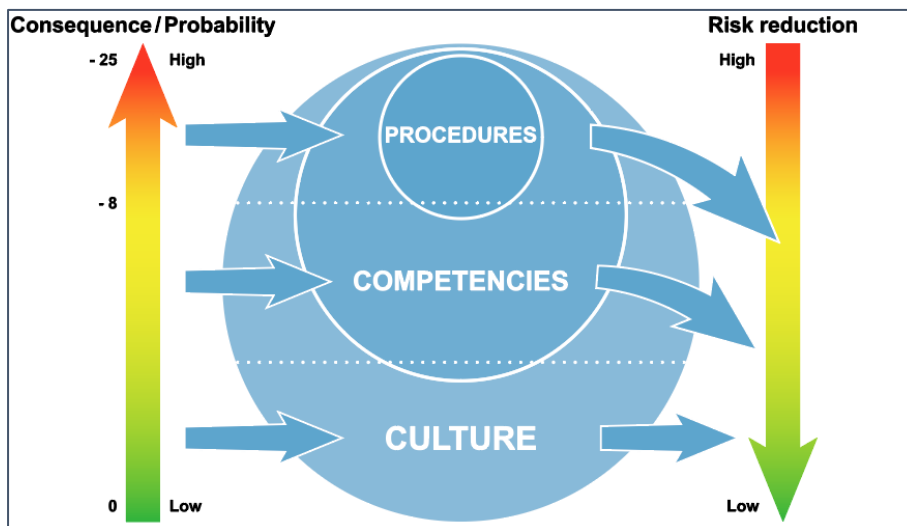 Consequence / Probability
Risk reduction
- 25 High
High
PROCEDURES
- 8
COMPETENCIES
CULTURE
0 Low
Low